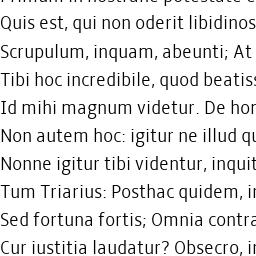 Quis est, qui non oderit libidinos
Scrupulum, inquam, abeunti; At
Tibi hoc incredibile, quod beatiss
Id mihi magnum videtur. De hor
Non autem hoc: igitur ne illud qu
Nonne igitur tibi videntur, inquit
Tum Triarius: Posthac quidem, in
Sed fortuna fortis; Omnia contra
Cur iustitia laudatur? Obsecro, in